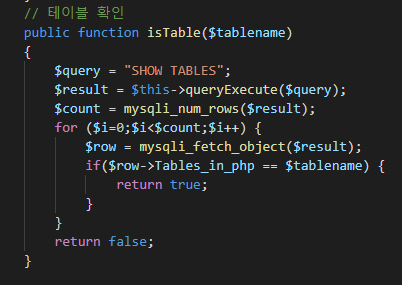 // 테이블 확인
public function isTable($tablename)
{
    $query = "SHOW TABLES";
    $result = $this->queryExecute($query);
    $count = mysqli_num_rows($result);
    for ($i=0;$i<$count;$i++) {
        $row = mysqli_fetch_object($result);
        if($row->Tables_in_php == $tablename) {
            return true;
        }
    }
    return false;
}